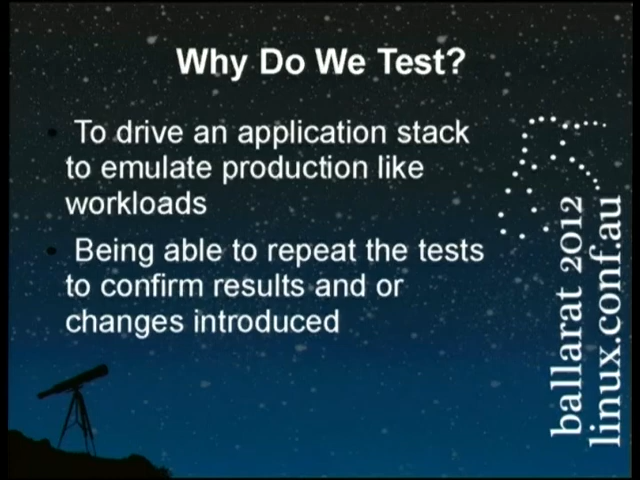 Why Do We Test?
To drive an application stack
to emulate production like
workloads
Being able to repeat the tests
to confirm results and or
changes introduced
ballarat 2012
linux.conf.au